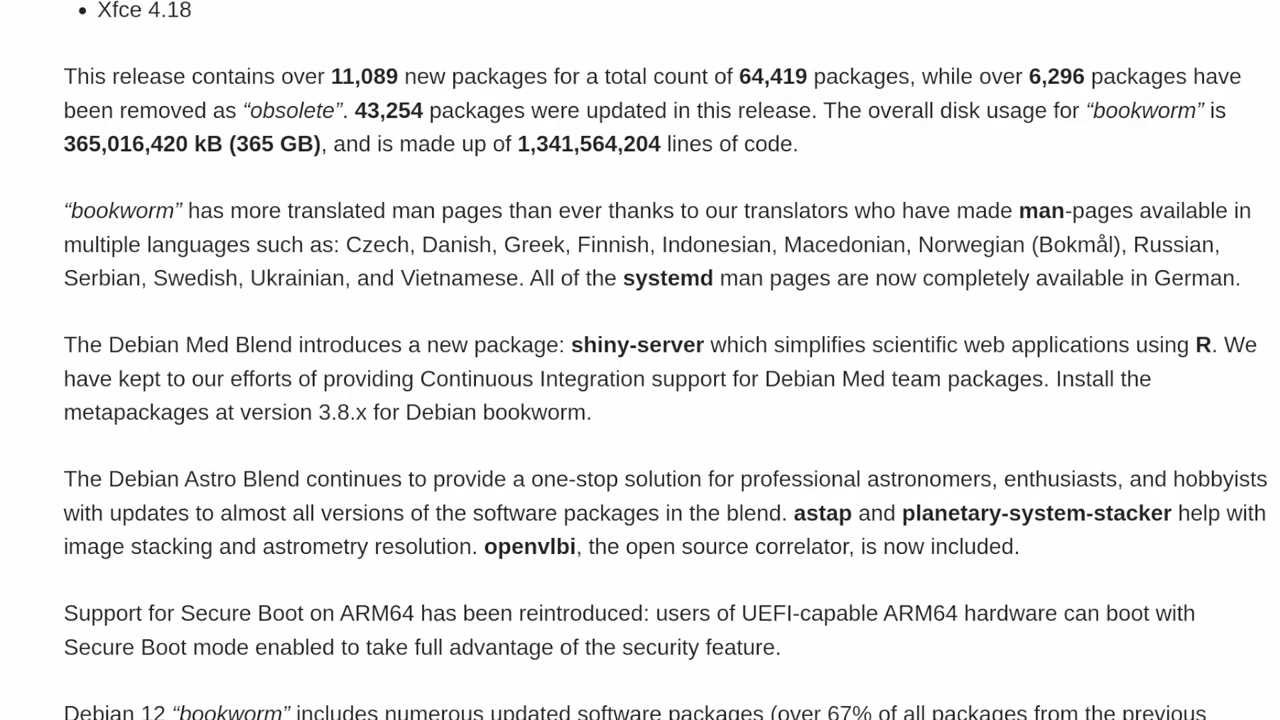 • Xfce 4.18
This release contains over 11,089 new packages for a total count of 64,419 packages, while over 6,296 packages have
been removed as “obsolete”. 43,254 packages were updated in this release. The overall disk usage for “bookworm” is
365,016,420 kB (365 GB), and is made up of 1,341,564,204 lines of code.
“bookworm” has more translated man pages than ever thanks to our translators who have made man-pages available in
multiple languages such as: Czech, Danish, Greek, Finnish, Indonesian, Macedonian, Norwegian (Bokmål), Russian,
Serbian, Swedish, Ukrainian, and Vietnamese. All of the systemd man pages are now completely available in German.
The Debian Med Blend introduces a new package: shiny-server which simplifies scientific web applications using R. We
have kept to our efforts of providing Continuous Integration support for Debian Med team packages. Install the
metapackages at version 3.8.x for Debian bookworm.
The Debian Astro Blend continues to provide a one-stop solution for professional astronomers, enthusiasts, and hobbyists
with updates to almost all versions of the software packages in the blend. astap and planetary-system-stacker help with
image stacking and astrometry resolution. openvlbi, the open source correlator, is now included.
Support for Secure Boot on ARM64 has been reintroduced: users of UEFI-capable ARM64 hardware can boot with
Secure Boot mode enabled to take full advantage of the security feature.
Debian 12 “bookworm” includes numerous updated software packages (over 67% of all packages from the previous